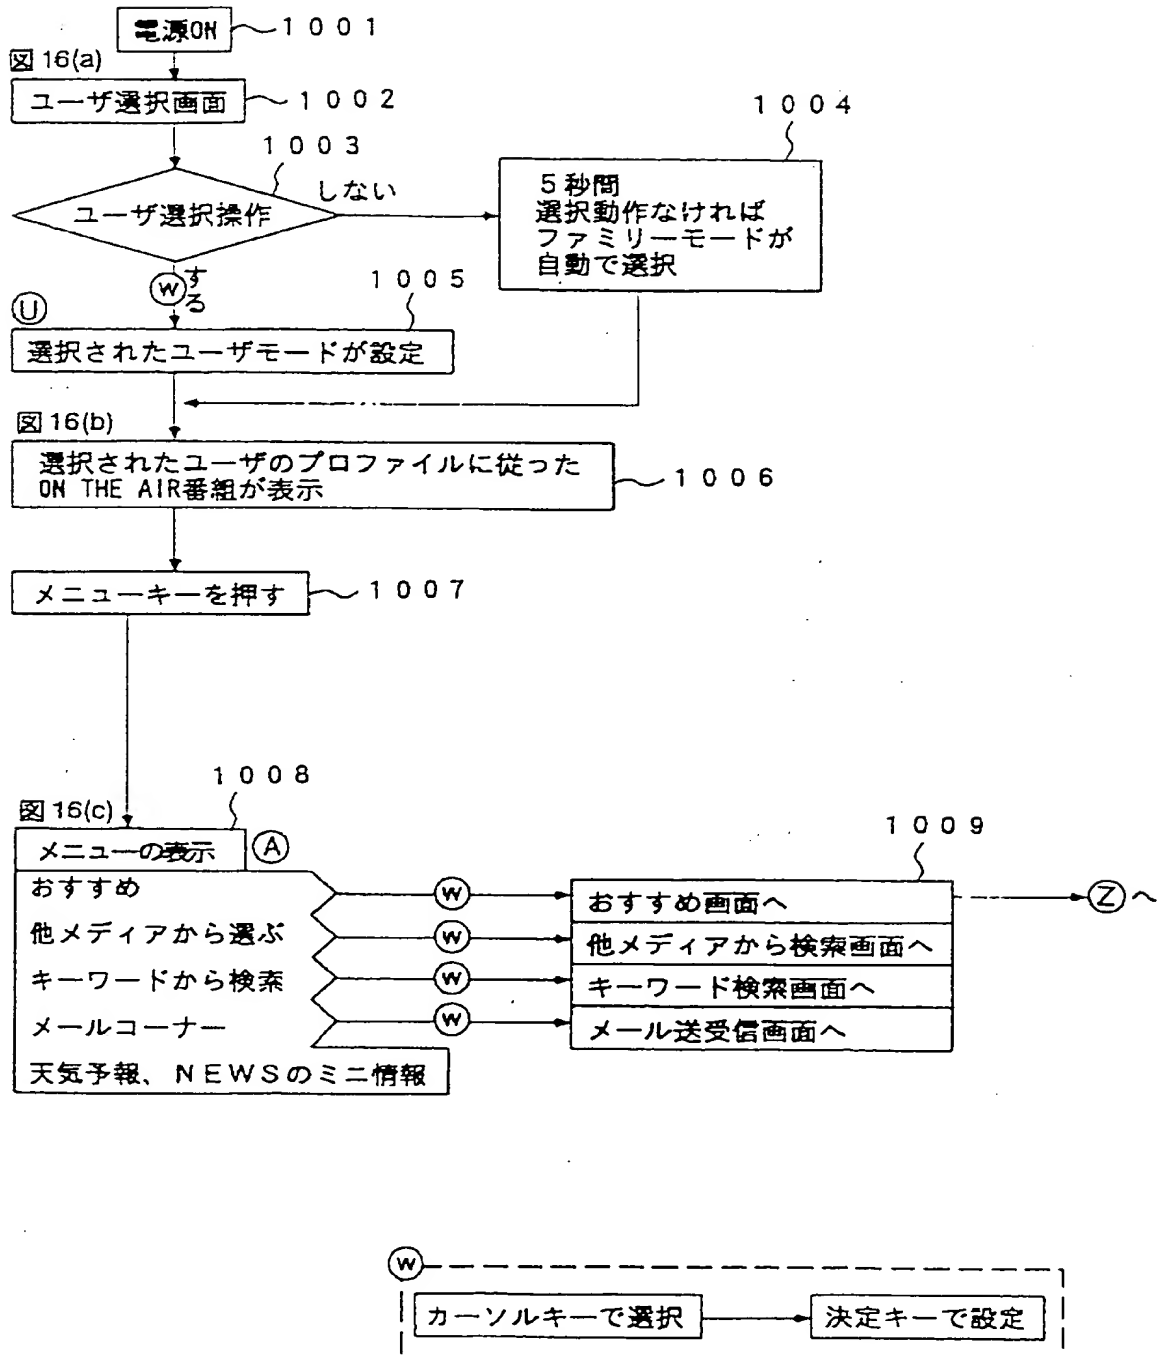 電源ON
1001
図16(a)
ユーザ選択画面
1002
1003
ユーザ選択操作
しない
1004
5秒間
選択動作なければ
ファミリーモードが
自動で選択
W
する
U
1005
選択されたユーザモードが設定
図16(b)
選択されたユーザのプロファイルに従った
ON THE AIR番組が表示
1006
メニューキーを押す
1007
1008
図16(c)
メニューの表示
A
1009
おすすめ
W
おすすめ画面へ
Zへ
他メディアから選ぶ
W
他メディアから検索画面へ
キーワードから検索
W
キーワード検索画面へ
メールコーナー
W
メール送受信画面へ
天気予報、NEWSのミニ情報
W
カーソルキーで選択
決定キーで設定